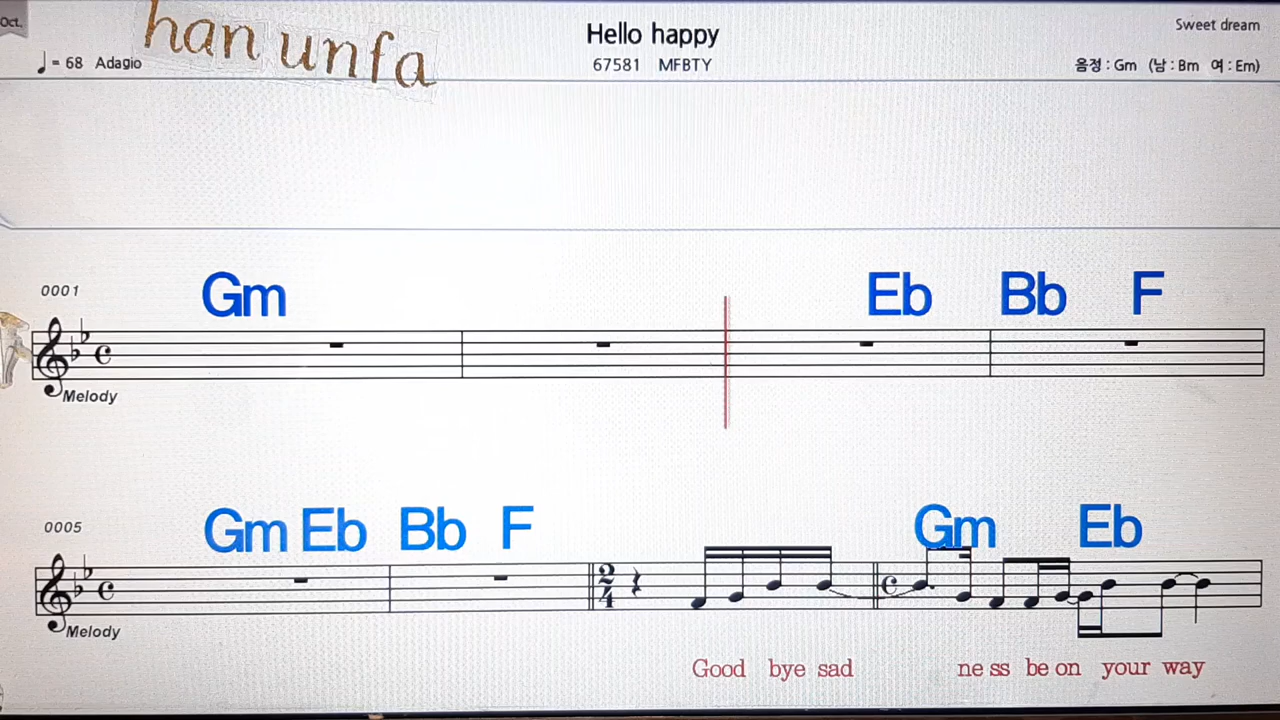 Oct.
han unfa
Hello happy
Sweet dream
= 68 Adagio
67581 MFBTY
음정 : Gm (남 : Bm 여 : Em)
0001
Gm Eb Bb F
Melody
0005
Gm Eb Bb F Gm Eb
2
4
Melody
Good bye sad ne ss be on your way